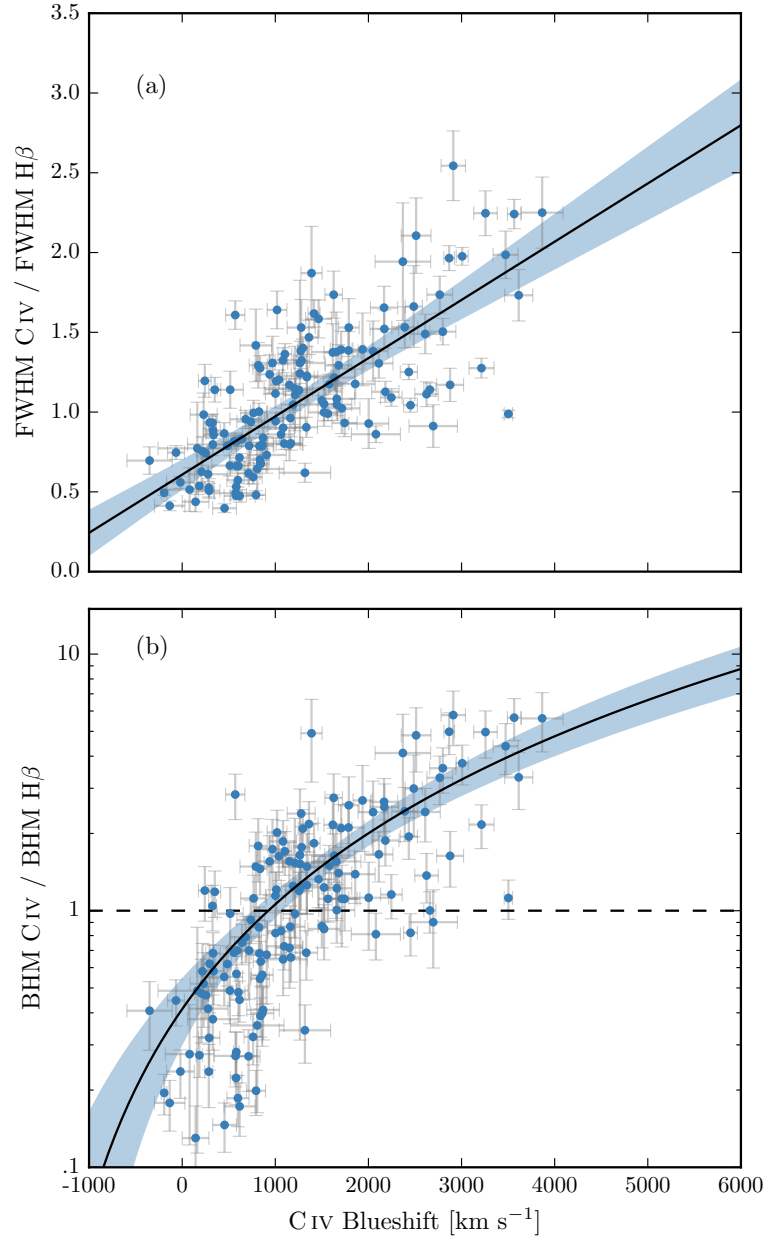 3.5
3.0
2.5
2.0
1.5
1.0
0.5
0.0
FWHM C IV / FWHM Hβ
(a)
10
1
.1
BHM C IV / BHM Hβ
(b)
-1000 0 1000 2000 3000 4000 5000 6000
C IV Blueshift [km s⁻¹]